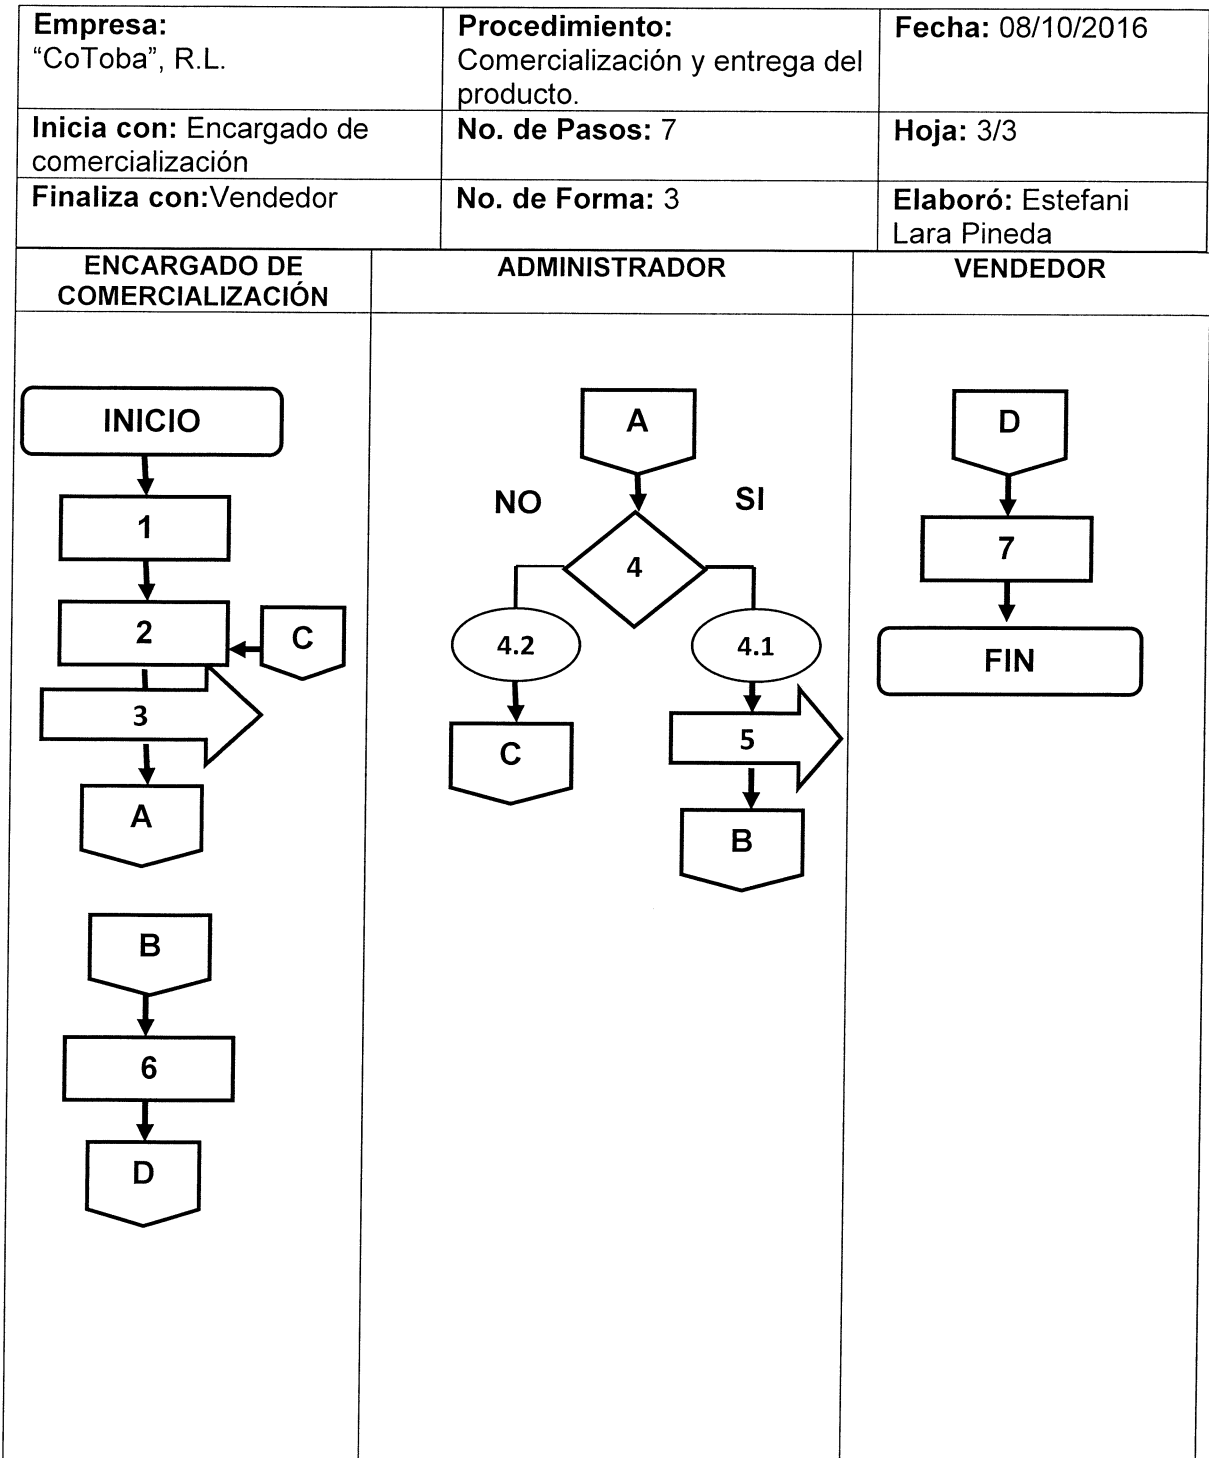 Empresa:
“CoToba”, R.L.
Procedimiento:
Comercialización y entrega del
producto.
Fecha: 08/10/2016
Inicia con: Encargado de
comercialización
No. de Pasos: 7
Hoja: 3/3
Finaliza con:Vendedor
No. de Forma: 3
Elaboró: Estefani
Lara Pineda
ENCARGADO DE
COMERCIALIZACIÓN
ADMINISTRADOR
VENDEDOR
INICIO
1
2
C
3
A
B
6
D
A
NO
SI
4
4.2
4.1
C
5
B
D
7
FIN